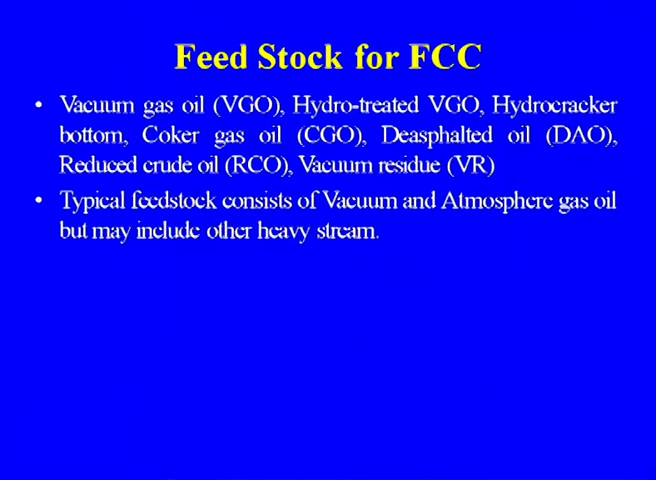 Feed Stock for FCC
• Vacuum gas oil (VGO), Hydro-treated VGO, Hydrocracker
bottom, Coker gas oil (CGO), Deasphalted oil (DAO),
Reduced crude oil (RCO), Vacuum residue (VR)
• Typical feedstock consists of Vacuum and Atmosphere gas oil
but may include other heavy stream.